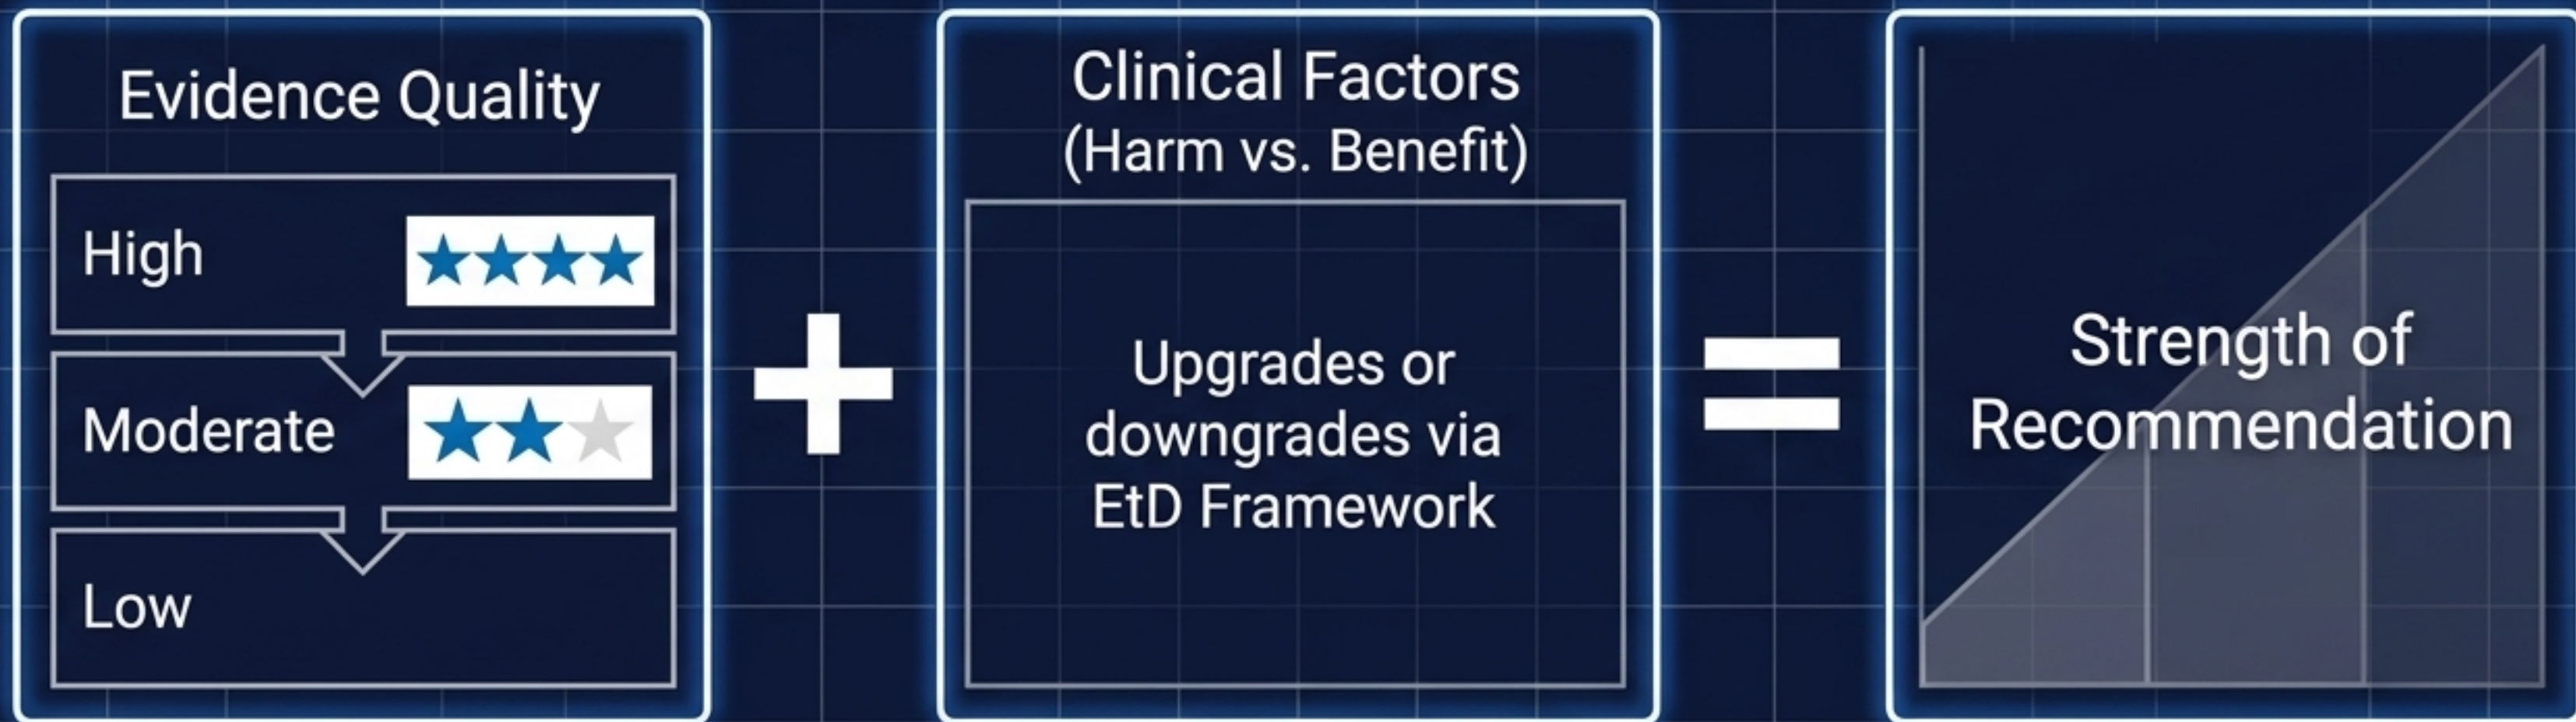 Evidence Quality
High
Moderate
Low
Clinical Factors
(Harm vs. Benefit)
Upgrades or
downgrades via
EtD Framework
Strength of
Recommendation